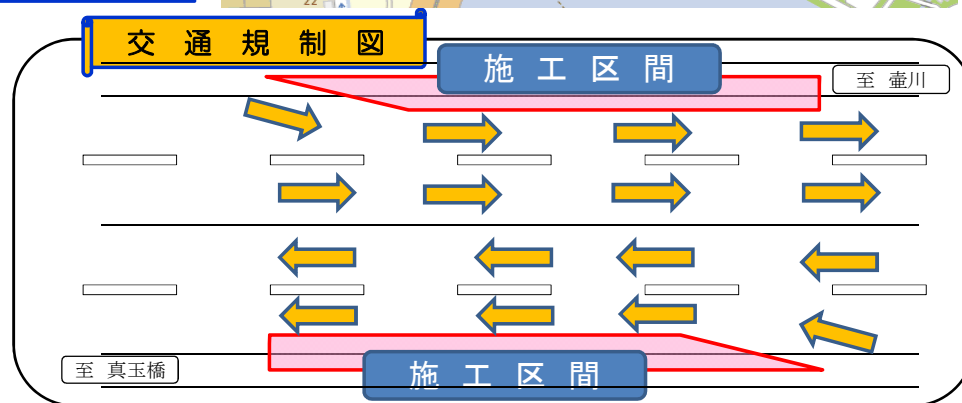 22
交通規制図
施工区間
至 壷川
至 真玉橋
施工区間